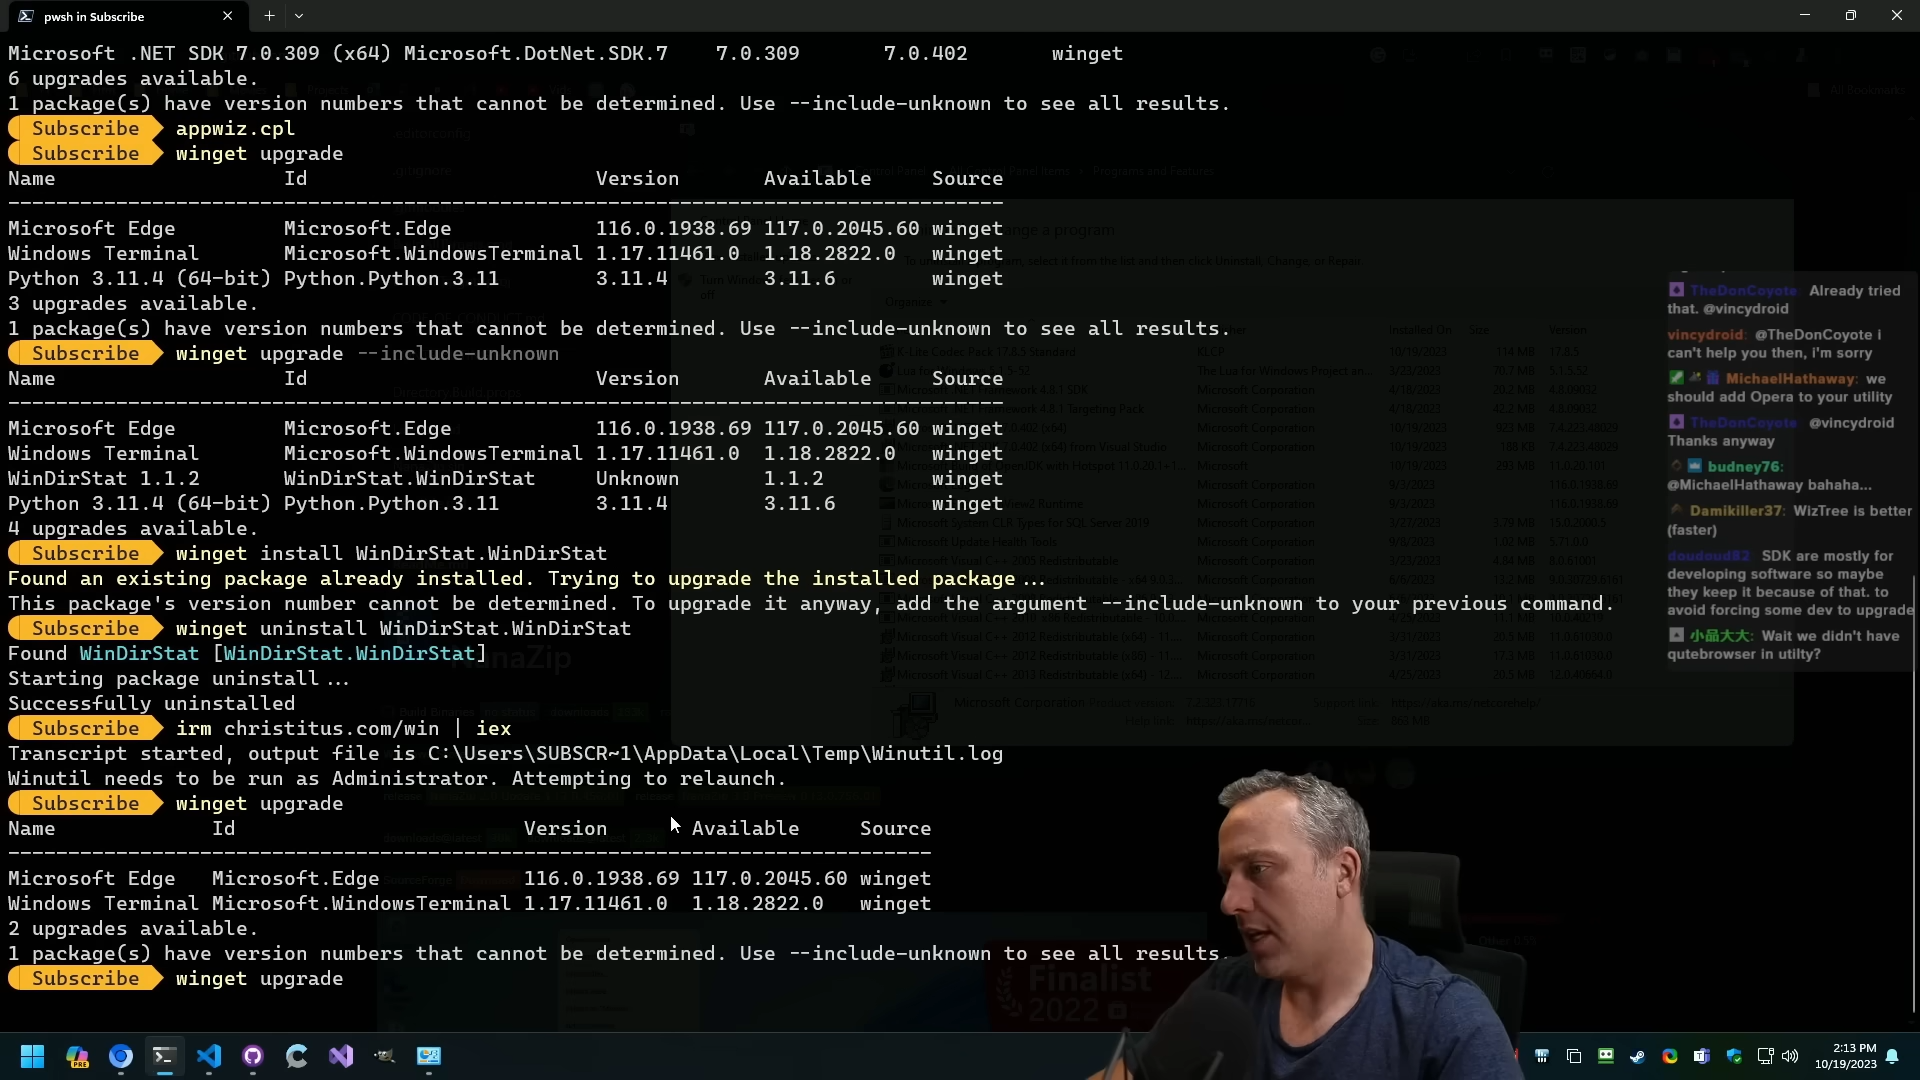 pwsh in Subscribe
Microsoft .NET SDK 7.0.309 (x64) Microsoft.DotNet.SDK.7 7.0.309 7.0.402 winget
6 upgrades available.
1 package(s) have version numbers that cannot be determined. Use --include-unknown to see all results.
Subscribe appwiz.cpl
Subscribe winget upgrade
Name Id Version Available Source
Microsoft Edge Microsoft.Edge 116.0.1938.69 117.0.2045.60 winget
Windows Terminal Microsoft.WindowsTerminal 1.17.11461.0 1.18.2822.0 winget
Python 3.11.4 (64-bit) Python.Python.3.11 3.11.4 3.11.6 winget
3 upgrades available.
1 package(s) have version numbers that cannot be determined. Use --include-unknown to see all results.
Subscribe winget upgrade --include-unknown
Name Id Version Available Source
Microsoft Edge Microsoft.Edge 116.0.1938.69 117.0.2045.60 winget
Windows Terminal Microsoft.WindowsTerminal 1.17.11461.0 1.18.2822.0 winget
WinDirStat 1.1.2 WinDirStat.WinDirStat Unknown 1.1.2 winget
Python 3.11.4 (64-bit) Python.Python.3.11 3.11.4 3.11.6 winget
4 upgrades available.
Subscribe winget install WinDirStat.WinDirStat
Found an existing package already installed. Trying to upgrade the installed package...
This package's version number cannot be determined. To upgrade it anyway, add the argument --include-unknown to your previous command.
Subscribe winget uninstall WinDirStat.WinDirStat
Found WinDirStat [WinDirStat.WinDirStat]
Starting package uninstall...
Successfully uninstalled
Subscribe irm christitus.com/win | iex
Transcript started, output file is C:\Users\SUBSCR~1\AppData\Local\Temp\Winutil.log
Winutil needs to be run as Administrator. Attempting to relaunch.
Subscribe winget upgrade
Name Id Version Available Source
Microsoft Edge Microsoft.Edge 116.0.1938.69 117.0.2045.60 winget
Windows Terminal Microsoft.WindowsTerminal 1.17.11461.0 1.18.2822.0 winget
2 upgrades available.
1 package(s) have version numbers that cannot be determined. Use --include-unknown to see all results.
Subscribe winget upgrade
TheDonCoyote: Already tried
that. @vincydroid
vincydroid: @TheDonCoyote i
can't help you then, i'm sorry
MichaelHathaway: we
should add Opera to your utility
TheDonCoyote: @vincydroid
Thanks anyway
budney76:
@MichaelHathaway bahaha...
Damikiller37: WizTree is better
(faster)
doudoud82: SDK are mostly for
developing software so maybe
they keep it because of that. to
avoid forcing some dev to upgrade
小品大大: Wait we didn't have
qutebrowser in utilty?
NanaZip
Finalist
2022
2:13 PM
10/19/2023